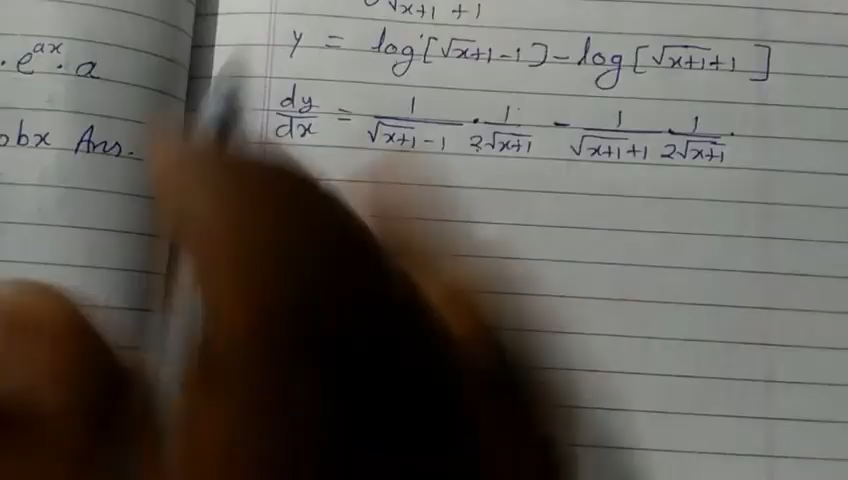 √x+1 + 1
y = log[√x+1-1] - log[√x+1+1]
. e^ax . a
dy/dx = 1/(√x+1 - 1) . 1/(2√x+1) - 1/(√x+1+1) 1/(2√x+1) .
bx Ans.